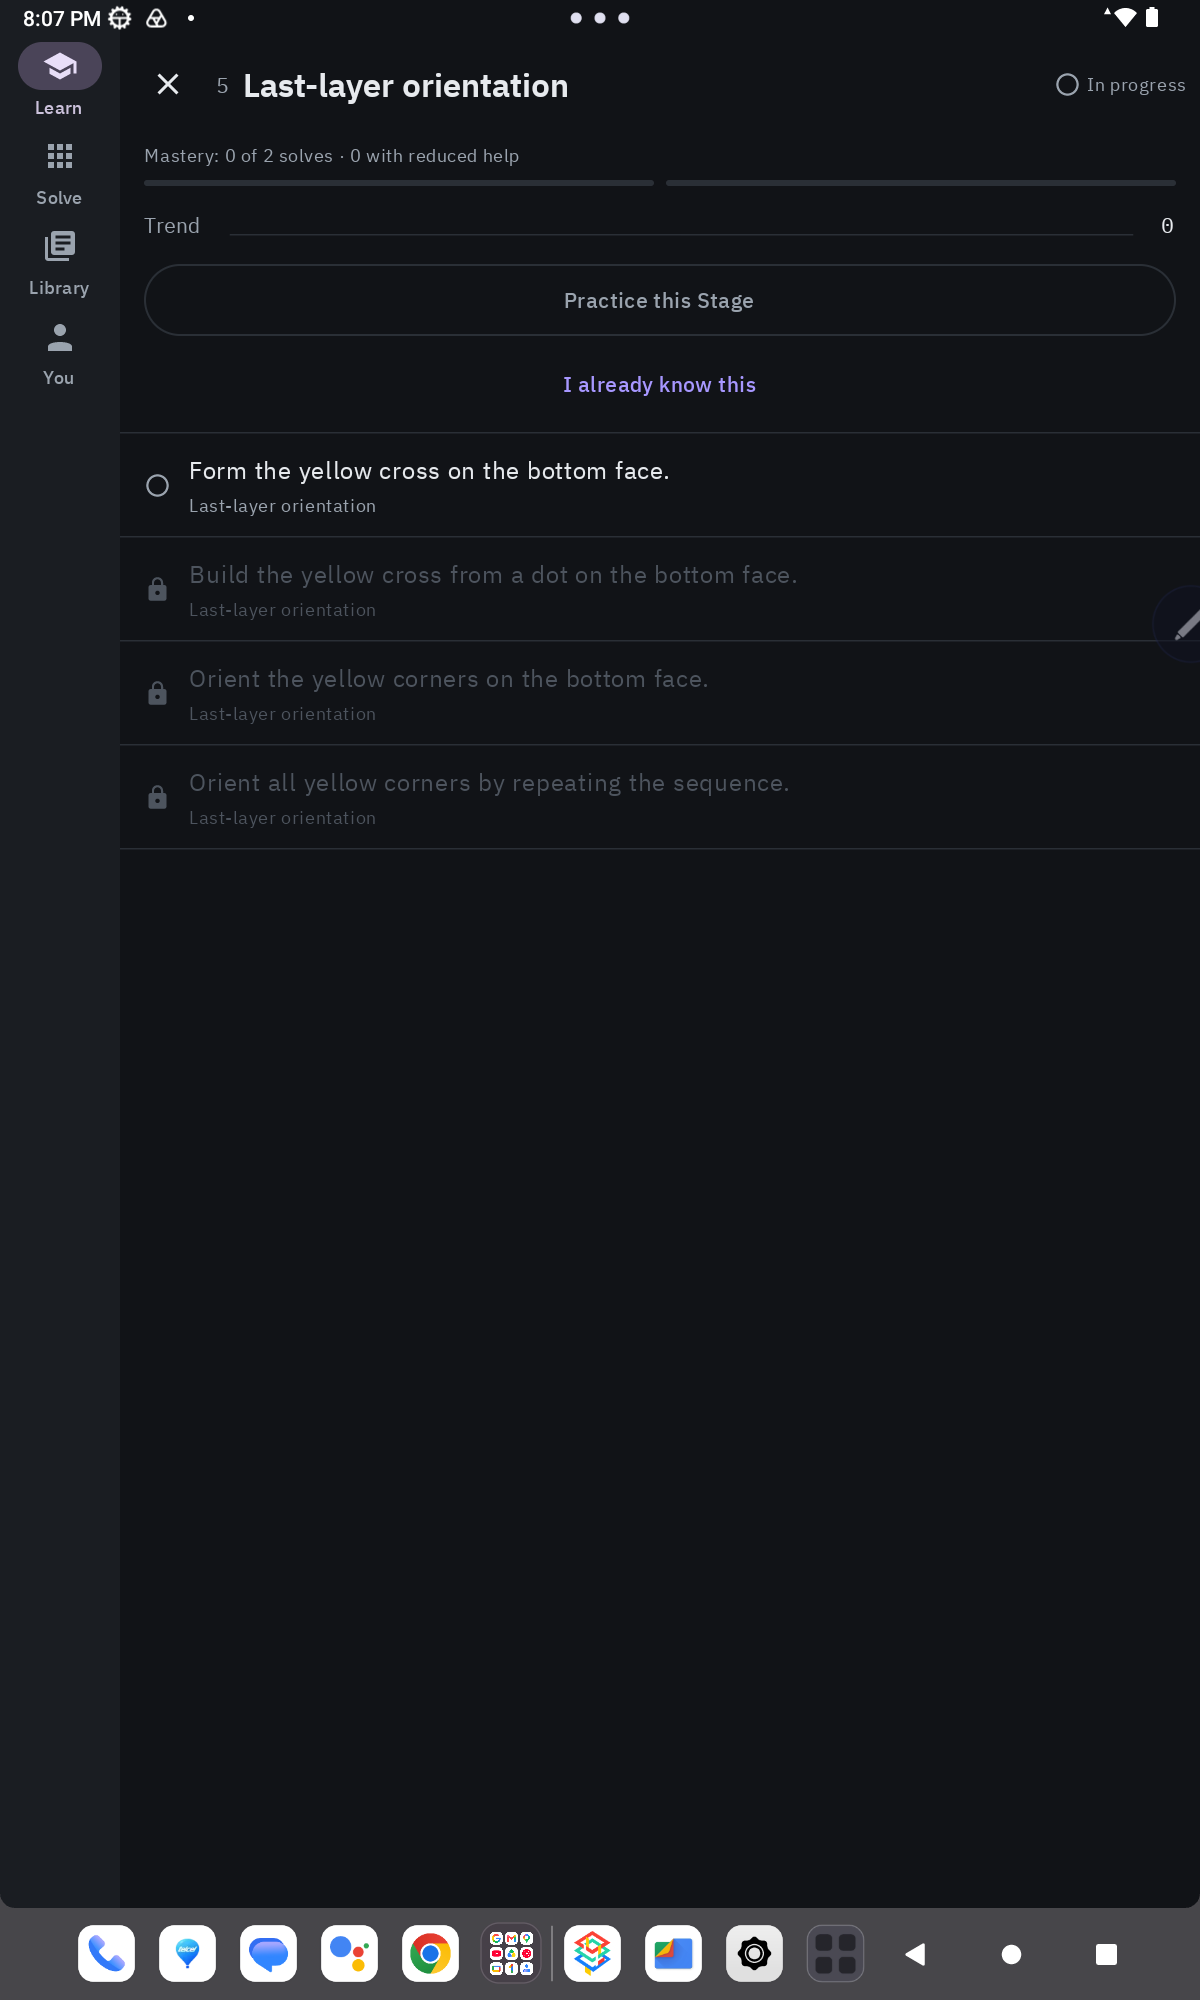 8:07 PM
Learn
Solve
Library
You
5 Last-layer orientation
In progress
Mastery: 0 of 2 solves · 0 with reduced help
Trend
0
Practice this Stage
I already know this
Form the yellow cross on the bottom face.
Last-layer orientation
Build the yellow cross from a dot on the bottom face.
Last-layer orientation
Orient the yellow corners on the bottom face.
Last-layer orientation
Orient all yellow corners by repeating the sequence.
Last-layer orientation